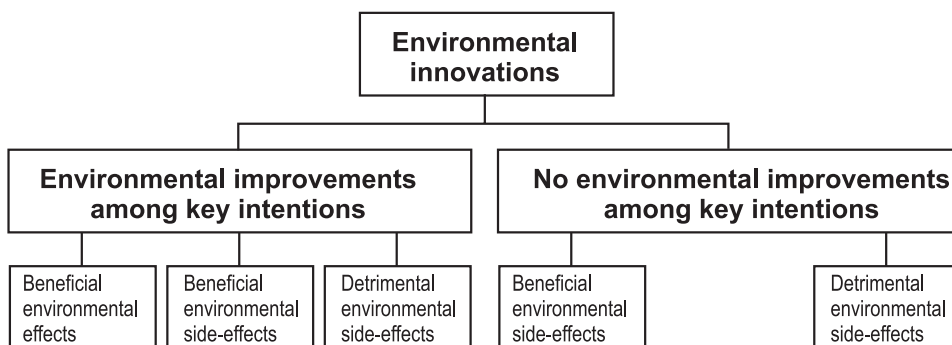 Environmental
innovations
Environmental improvements
among key intentions
No environmental improvements
among key intentions
Beneficial
environmental
effects
Beneficial
environmental
side-effects
Detrimental
environmental
side-effects
Beneficial
environmental
side-effects
Detrimental
environmental
side-effects